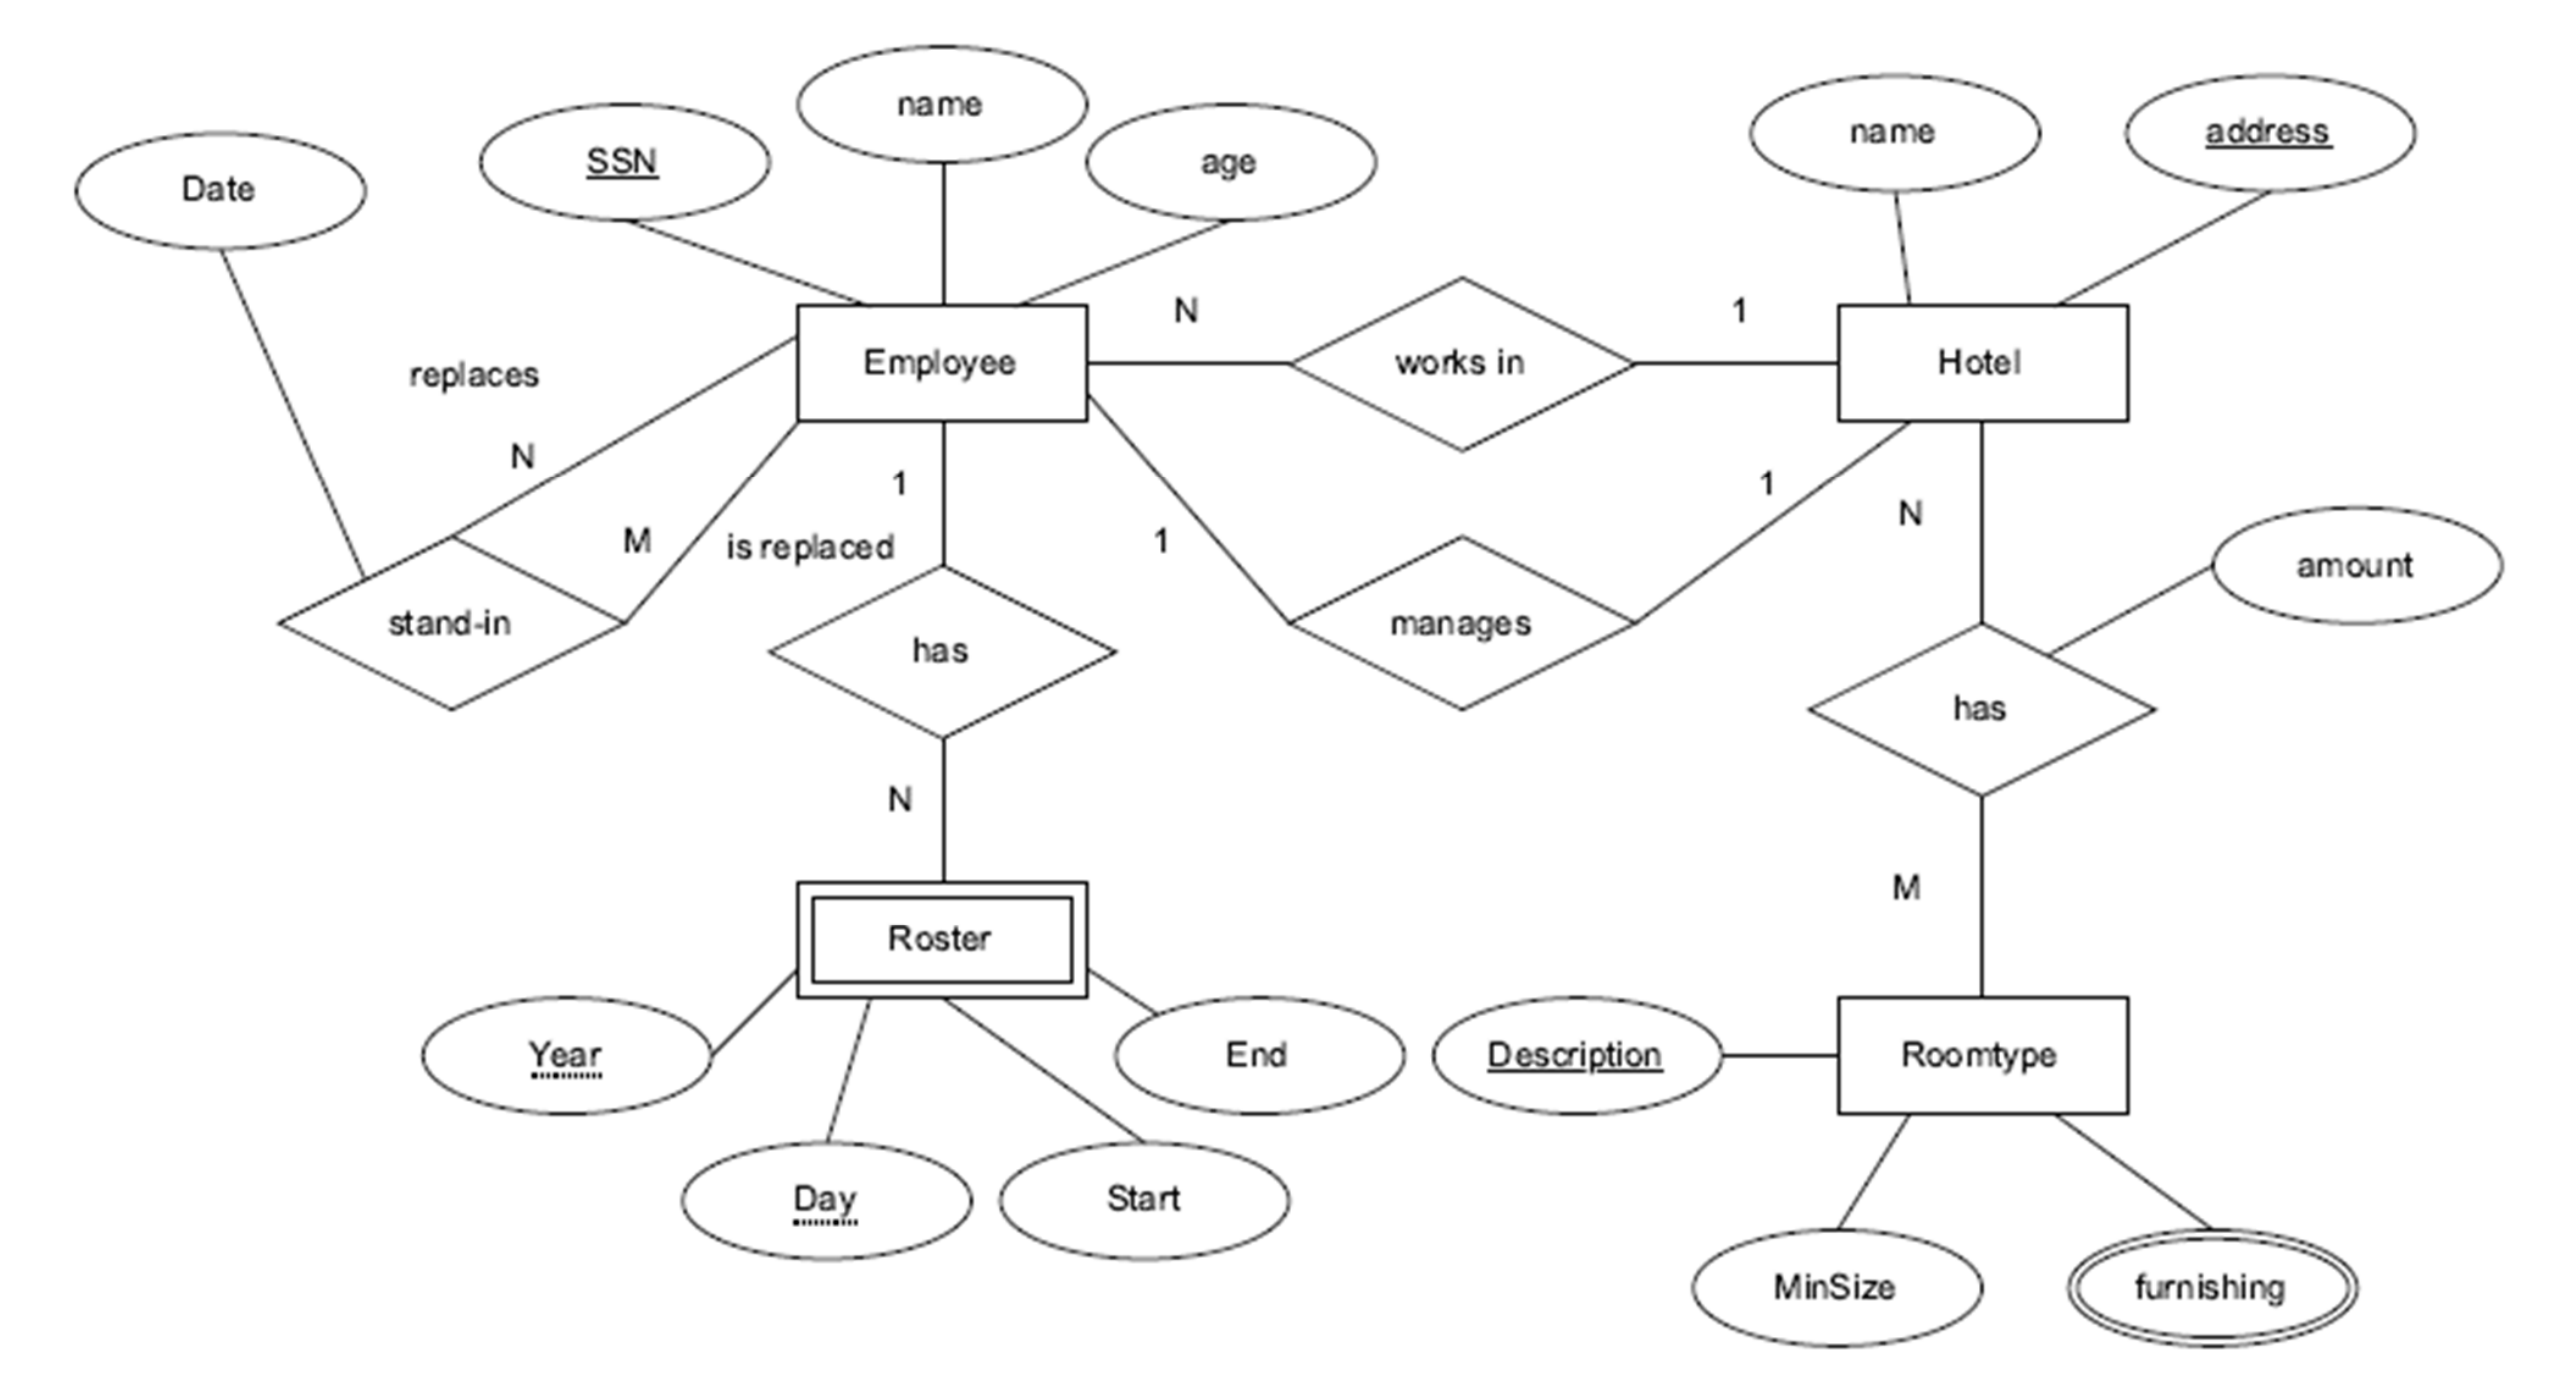 name
SSN
age
name
address
Date
N
1
replaces
Employee
works in
Hotel
N
1
1
N
M
is replaced
1
amount
stand-in
has
manages
has
N
M
Roster
Year
End
Description
Roomtype
Day
Start
MinSize
furnishing